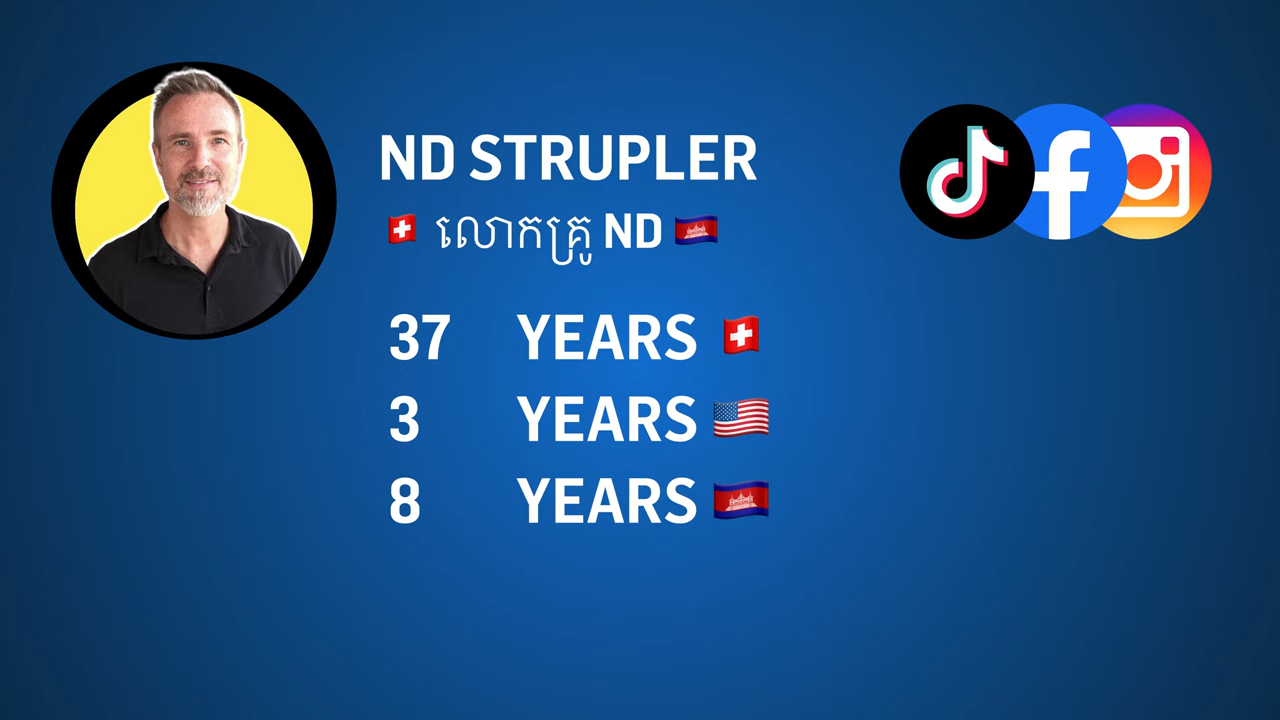 ND STRUPLER
🇨🇭 លោកគ្រូ ND 🇰🇭
37 YEARS 🇨🇭
3 YEARS 🇺🇸
8 YEARS 🇰🇭